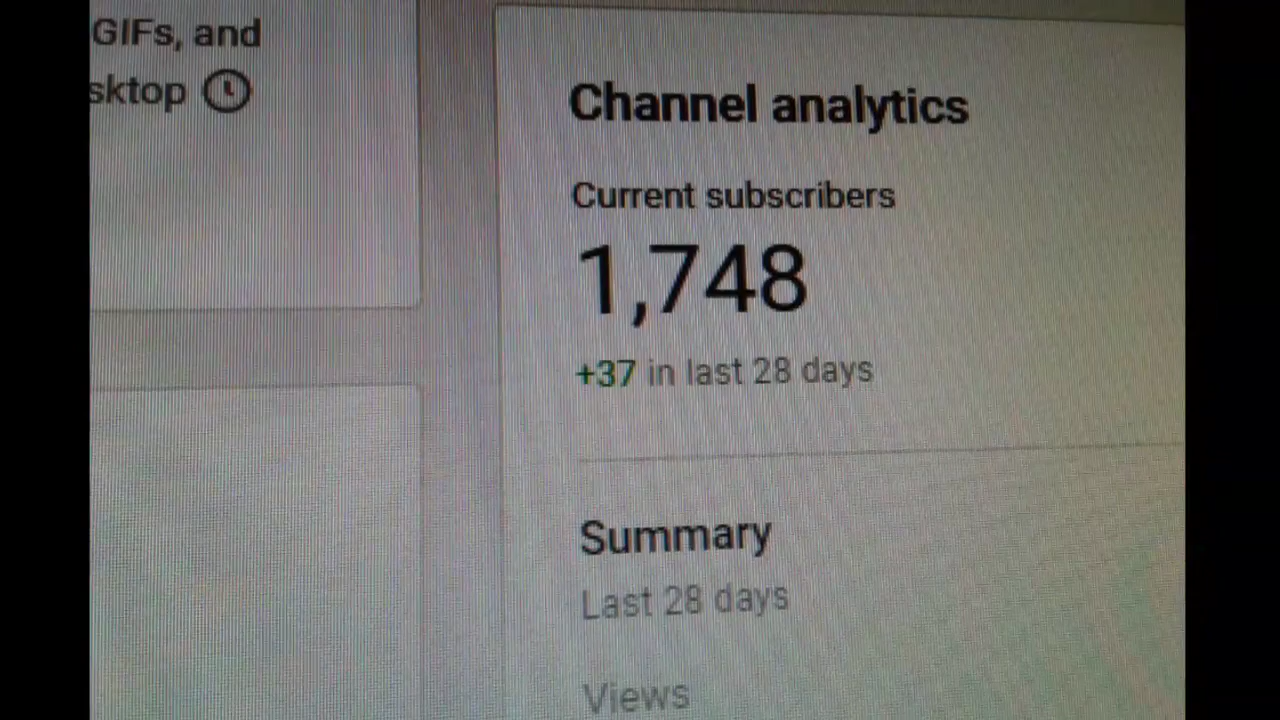 GIFs, and
sktop
Channel analytics
Current subscribers
1,748
+37 in last 28 days
Summary
Last 28 days
Views